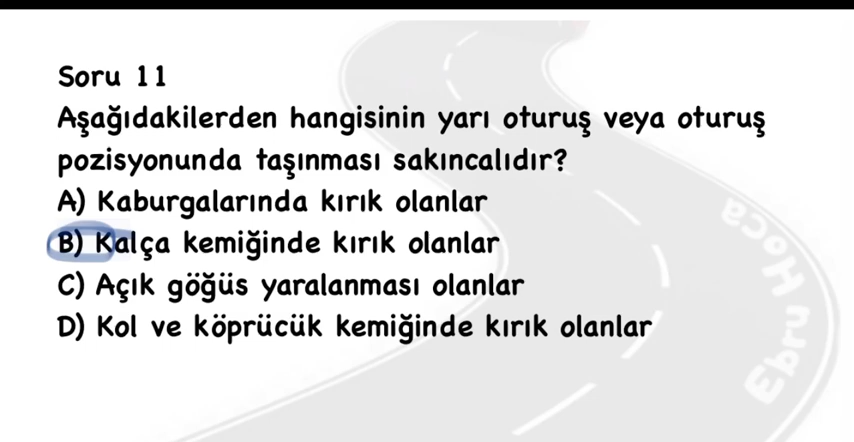 Soru 11
Aşağıdakilerden hangisinin yarı oturuş veya oturuş
pozisyonunda taşınması sakıncalıdır?
A) Kaburgalarında kırık olanlar
B) Kalça kemiğinde kırık olanlar
C) Açık göğüs yaralanması olanlar
D) Kol ve köprücük kemiğinde kırık olanlar
Ebru Hoca